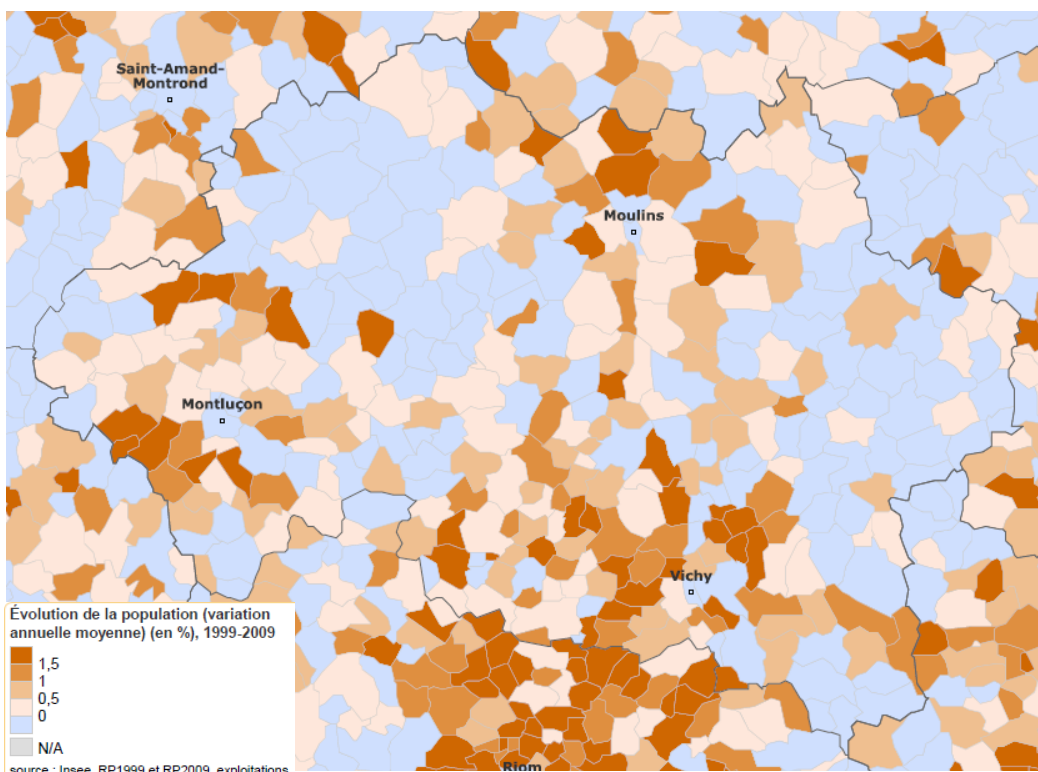 Saint-Amand-
Montrond
Moulins
Montluçon
Vichy
Riom
Évolution de la population (variation
annuelle moyenne) (en %), 1999-2009
1,5
1
0,5
0
N/A
source : Insee, RP1999 et RP2009, exploitations